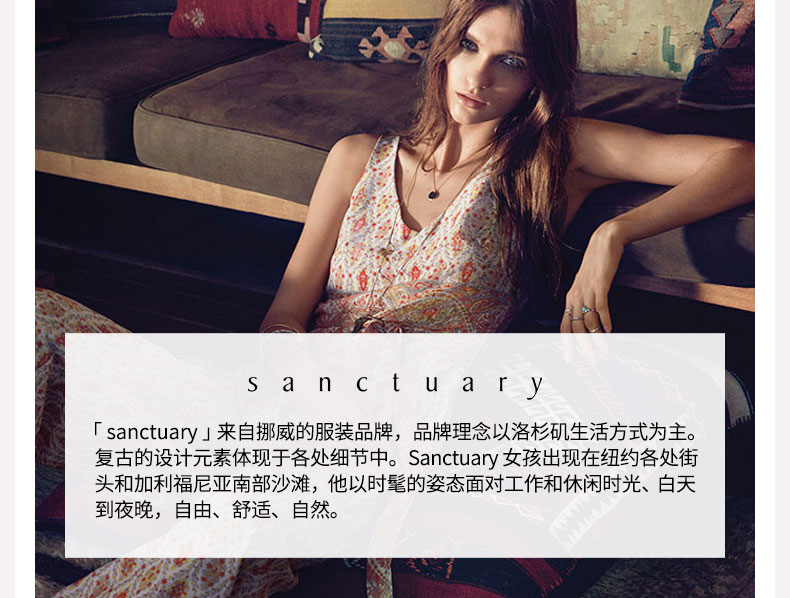 sanctuary
「sanctuary」来自挪威的服装品牌，品牌理念以洛杉矶生活方式为主。
复古的设计元素体现于各处细节中。Sanctuary 女孩出现在纽约各处街
头和加利福尼亚南部沙滩，他以时髦的姿态面对工作和休闲时光、白天
到夜晚，自由、舒适、自然。